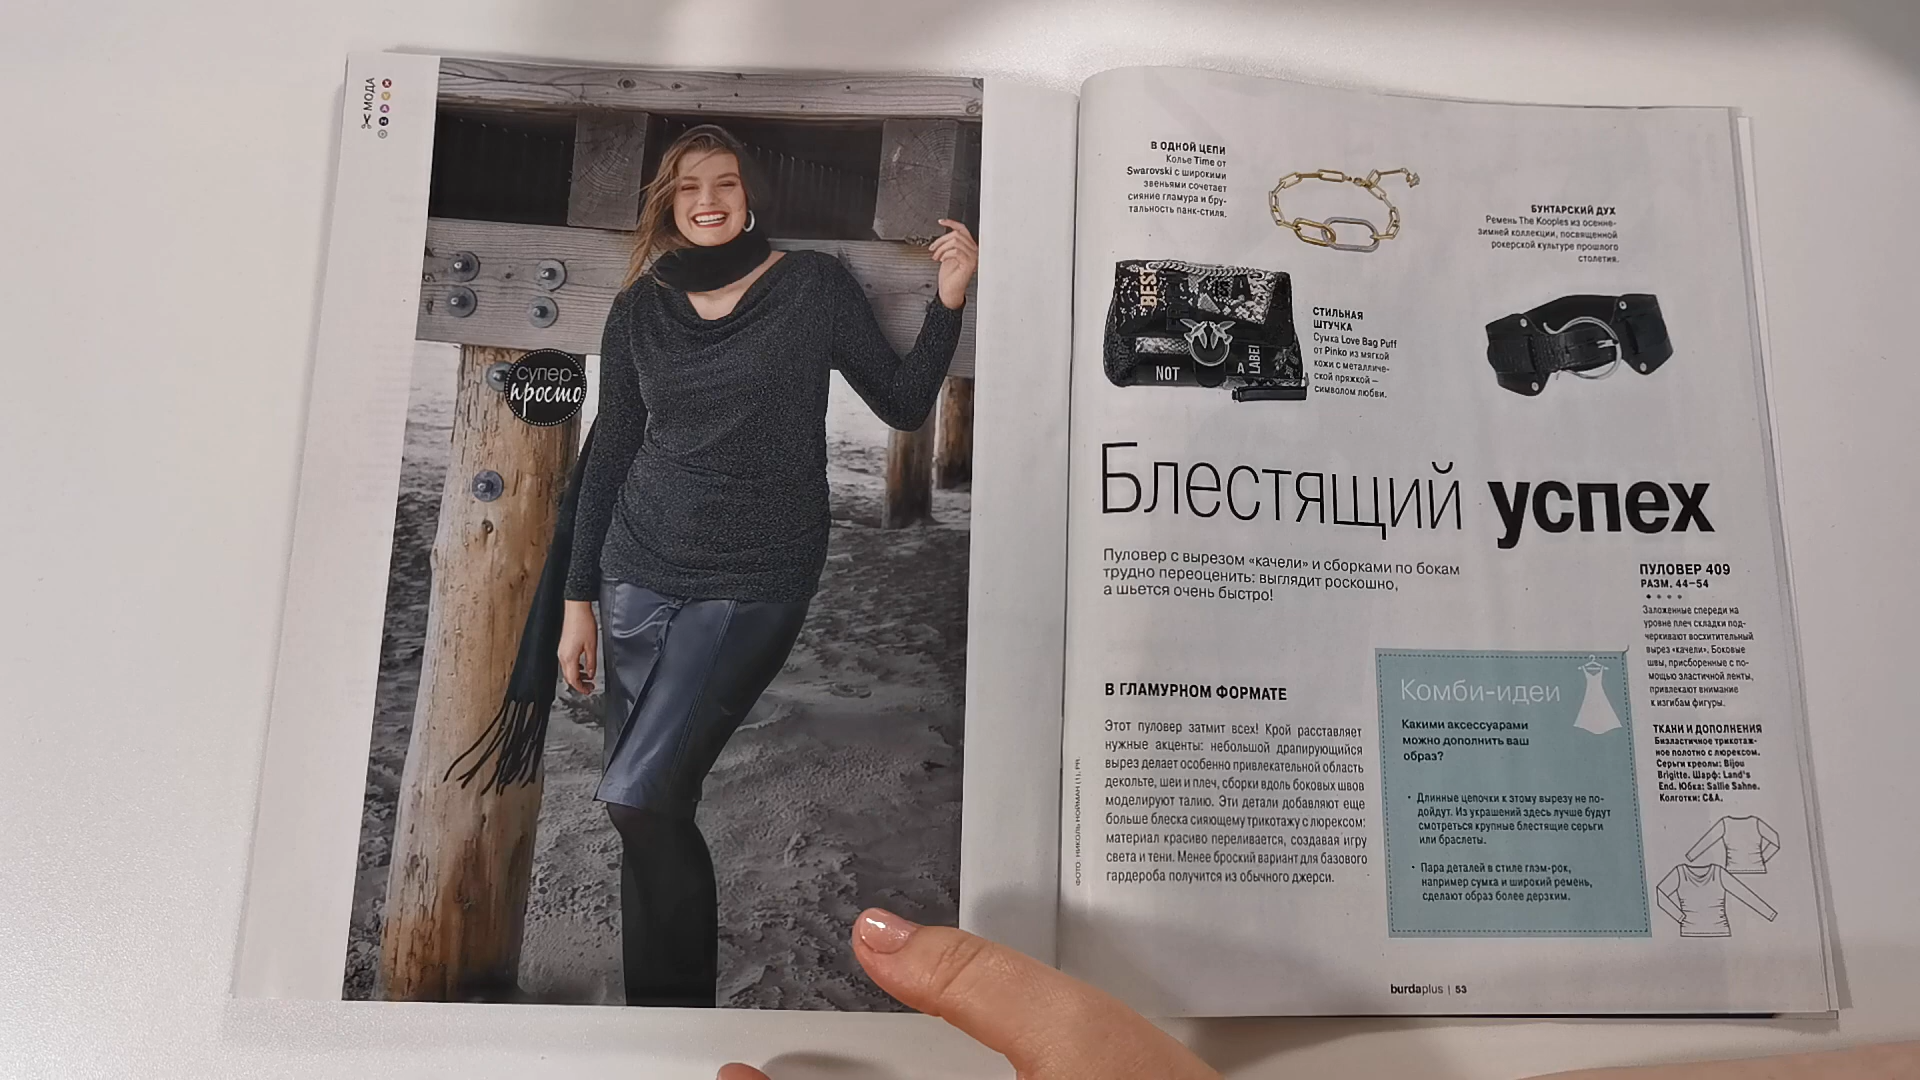 МОДА
супер-
просто
В ОДНОЙ ЦЕПИ
Колье Time от
Swarovski с широкими
звеньями сочетает
сияние гламура и бру-
тальность панк-стиля.
БУНТАРСКИЙ ДУХ
Ремень The Kooples из осенне-
зимней коллекции, посвященной
рокерской культуре прошлого
столетия.
BEST
IS A
NOT
A
LABEL
СТИЛЬНАЯ
ШТУЧКА
Сумка Love Bag Puff
от Pinko из мягкой
кожи с металличе-
ской пряжкой –
символом любви.
Блестящий успех
Пуловер с вырезом «качели» и сборками по бокам
трудно переоценить: выглядит роскошно,
а шьется очень быстро!
В ГЛАМУРНОМ ФОРМАТЕ
Этот пуловер затмит всех! Крой расставляет
нужные акценты: небольшой драпирующийся
вырез делает особенно привлекательной область
декольте, шеи и плеч, сборки вдоль боковых швов
моделируют талию. Эти детали добавляют еще
больше блеска сияющему трикотажу с люрексом:
материал красиво переливается, создавая игру
света и тени. Менее броский вариант для базового
гардероба получится из обычного джерси.
ФОТО: НИКОЛЬ НОЙМАН (1), PR.
Комби-идеи
Какими аксессуарами
можно дополнить ваш
образ?
• Длинные цепочки к этому вырезу не по-
дойдут. Из украшений здесь лучше будут
смотреться крупные блестящие серьги
или браслеты.
• Пара деталей в стиле глэм-рок,
например сумка и широкий ремень,
сделают образ более дерзким.
ПУЛОВЕР 409
РАЗМ. 44–54
Заложенные спереди на
уровне плеч складки под-
черкивают восхитительный
вырез «качели». Боковые
швы, присборенные с по-
мощью эластичной ленты,
привлекают внимание
к изгибам фигуры.
ТКАНИ И ДОПОЛНЕНИЯ
Биэластичное трикотаж-
ное полотно с люрексом.
Серьги креолы: Bijou
Brigitte. Шарф: Land's
End. Юбка: Sallie Sahne.
Колготки: C&A.
burdaplus | 53